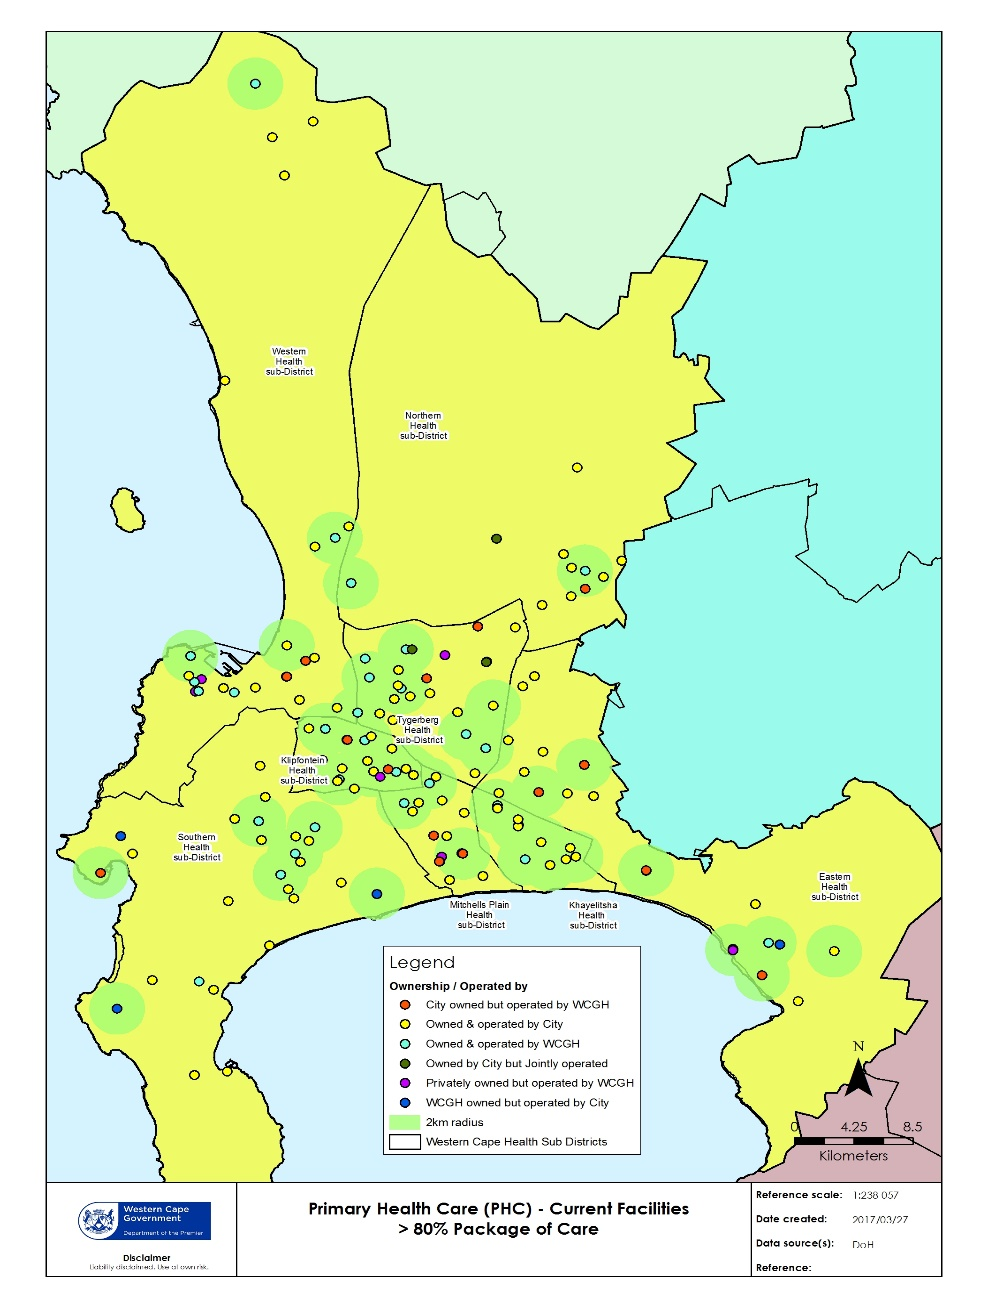 Western
Health
sub-District
Northern
Health
sub-District
Tygerberg
Health
sub-District
Klipfontein
Health
sub-District
Southern
Health
sub-District
Eastern
Health
sub-District
Mitchells Plain
Health
sub-District
Khayelitsha
Health
sub-District
Legend
Ownership / Operated by
City owned but operated by WCGH
Owned & operated by City
Owned & operated by WCGH
Owned by City but Jointly operated
Privately owned but operated by WCGH
WCGH owned but operated by City
2km radius
Western Cape Health Sub Districts
N
0 4.25 8.5
Kilometers
Western Cape
Government
Department of the Premier
Disclaimer
Liability disclaimed. Use at own risk.
Primary Health Care (PHC) - Current Facilities
> 80% Package of Care
Reference scale: 1:238 057
Date created: 2017/03/27
Data source(s): DoH
Reference: